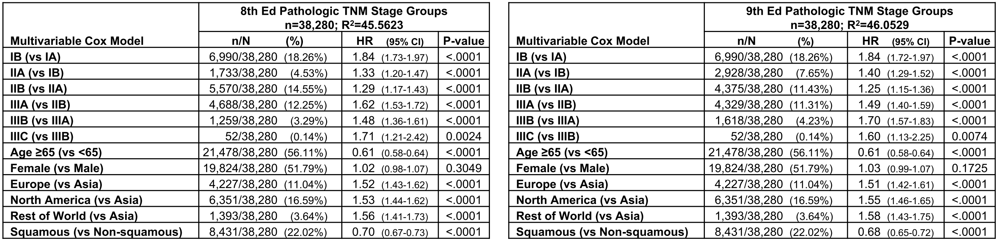 8th Ed Pathologic TNM Stage Groups
n=38,280; R²=45.5623
Multivariable Cox Model n/N (%) HR (95% CI) P-value
IB (vs IA) 6,990/38,280 (18.26%) 1.84 (1.73-1.97) <.0001
IIA (vs IB) 1,733/38,280 (4.53%) 1.33 (1.20-1.47) <.0001
IIB (vs IIA) 5,570/38,280 (14.55%) 1.29 (1.17-1.43) <.0001
IIIA (vs IIB) 4,688/38,280 (12.25%) 1.62 (1.53-1.72) <.0001
IIIB (vs IIIA) 1,259/38,280 (3.29%) 1.48 (1.36-1.61) <.0001
IIIC (vs IIIB) 52/38,280 (0.14%) 1.71 (1.21-2.42) 0.0024
Age ≥65 (vs <65) 21,478/38,280 (56.11%) 0.61 (0.58-0.64) <.0001
Female (vs Male) 19,824/38,280 (51.79%) 1.02 (0.98-1.07) 0.3049
Europe (vs Asia) 4,227/38,280 (11.04%) 1.52 (1.43-1.62) <.0001
North America (vs Asia) 6,351/38,280 (16.59%) 1.53 (1.44-1.62) <.0001
Rest of World (vs Asia) 1,393/38,280 (3.64%) 1.56 (1.41-1.73) <.0001
Squamous (vs Non-squamous) 8,431/38,280 (22.02%) 0.70 (0.67-0.73) <.0001
9th Ed Pathologic TNM Stage Groups
n=38,280; R²=46.0529
Multivariable Cox Model n/N (%) HR (95% CI) P-value
IB (vs IA) 6,990/38,280 (18.26%) 1.84 (1.72-1.97) <.0001
IIA (vs IB) 2,928/38,280 (7.65%) 1.40 (1.29-1.52) <.0001
IIB (vs IIA) 4,375/38,280 (11.43%) 1.25 (1.15-1.36) <.0001
IIIA (vs IIB) 4,329/38,280 (11.31%) 1.49 (1.40-1.59) <.0001
IIIB (vs IIIA) 1,618/38,280 (4.23%) 1.70 (1.57-1.83) <.0001
IIIC (vs IIIB) 52/38,280 (0.14%) 1.60 (1.13-2.25) 0.0074
Age ≥65 (vs <65) 21,478/38,280 (56.11%) 0.61 (0.58-0.64) <.0001
Female (vs Male) 19,824/38,280 (51.79%) 1.03 (0.99-1.07) 0.1725
Europe (vs Asia) 4,227/38,280 (11.04%) 1.51 (1.42-1.61) <.0001
North America (vs Asia) 6,351/38,280 (16.59%) 1.55 (1.46-1.65) <.0001
Rest of World (vs Asia) 1,393/38,280 (3.64%) 1.58 (1.43-1.75) <.0001
Squamous (vs Non-squamous) 8,431/38,280 (22.02%) 0.68 (0.65-0.72) <.0001